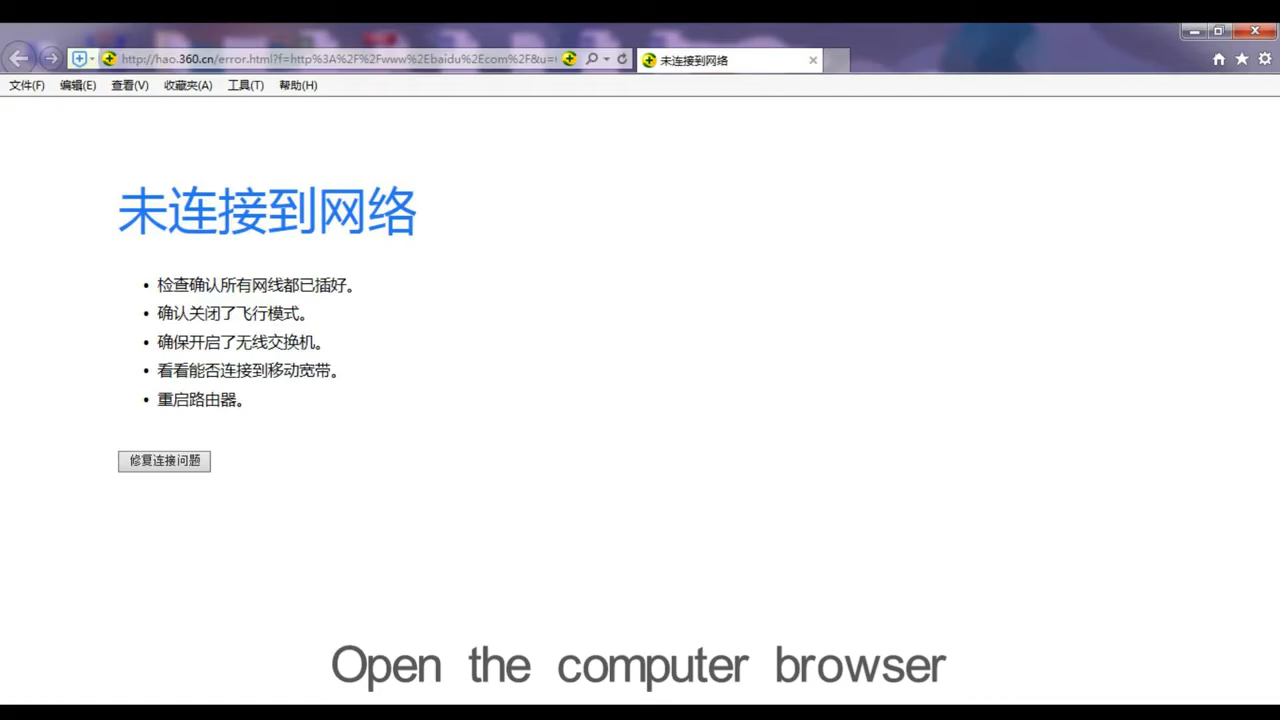 http://hao.360.cn/error.html?f=http%3A%2F%2Fwww%2Ebaidu%2Ecom%2F&u=
未连接到网络
文件(F) 编辑(E) 查看(V) 收藏夹(A) 工具(T) 帮助(H)
未连接到网络
• 检查确认所有网线都已插好。
• 确认关闭了飞行模式。
• 确保开启了无线交换机。
• 看看能否连接到移动宽带。
• 重启路由器。
修复连接问题
Open the computer browser